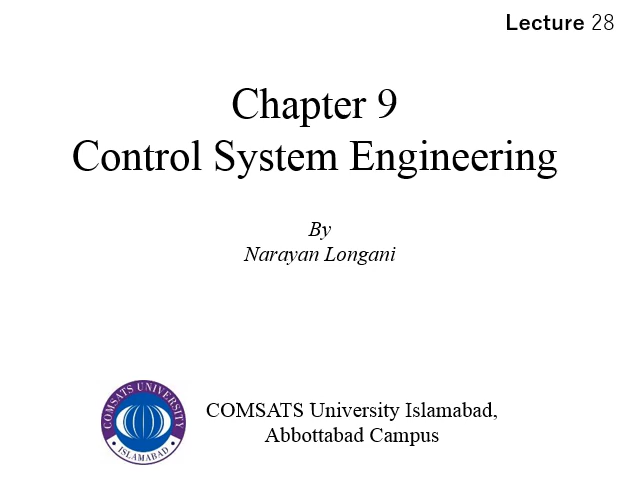 Lecture 28
Chapter 9
Control System Engineering
By
Narayan Longani
COMSATS UNIVERSITY
• ISLAMABAD •
COMSATS University Islamabad,
Abbottabad Campus